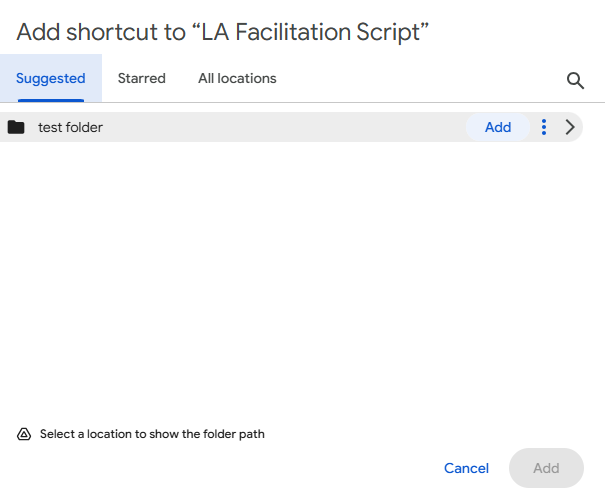 Add shortcut to “LA Facilitation Script”
Suggested Starred All locations
test folder Add
Select a location to show the folder path
Cancel Add